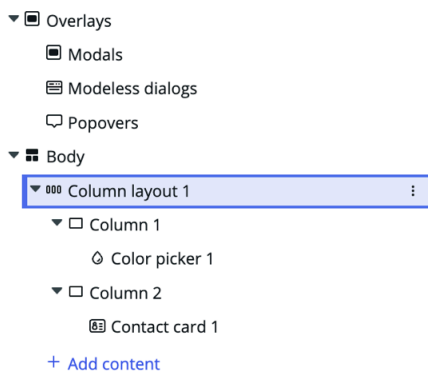 Overlays
Modals
Modeless dialogs
Popovers
Body
Column layout 1
Column 1
Color picker 1
Column 2
Contact card 1
+ Add content